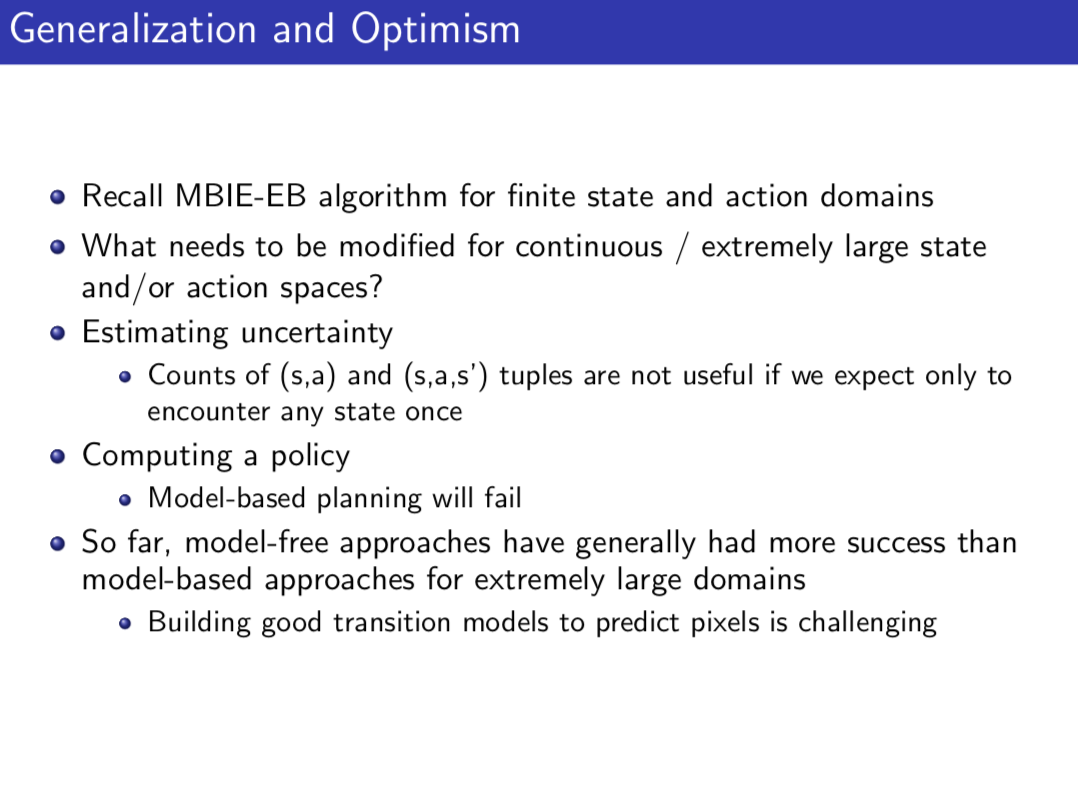 Generalization and Optimism
Recall MBIE-EB algorithm for finite state and action domains
What needs to be modified for continuous / extremely large state
and/or action spaces?
Estimating uncertainty
Counts of (s,a) and (s,a,s') tuples are not useful if we expect only to
encounter any state once
Computing a policy
Model-based planning will fail
So far, model-free approaches have generally had more success than
model-based approaches for extremely large domains
Building good transition models to predict pixels is challenging